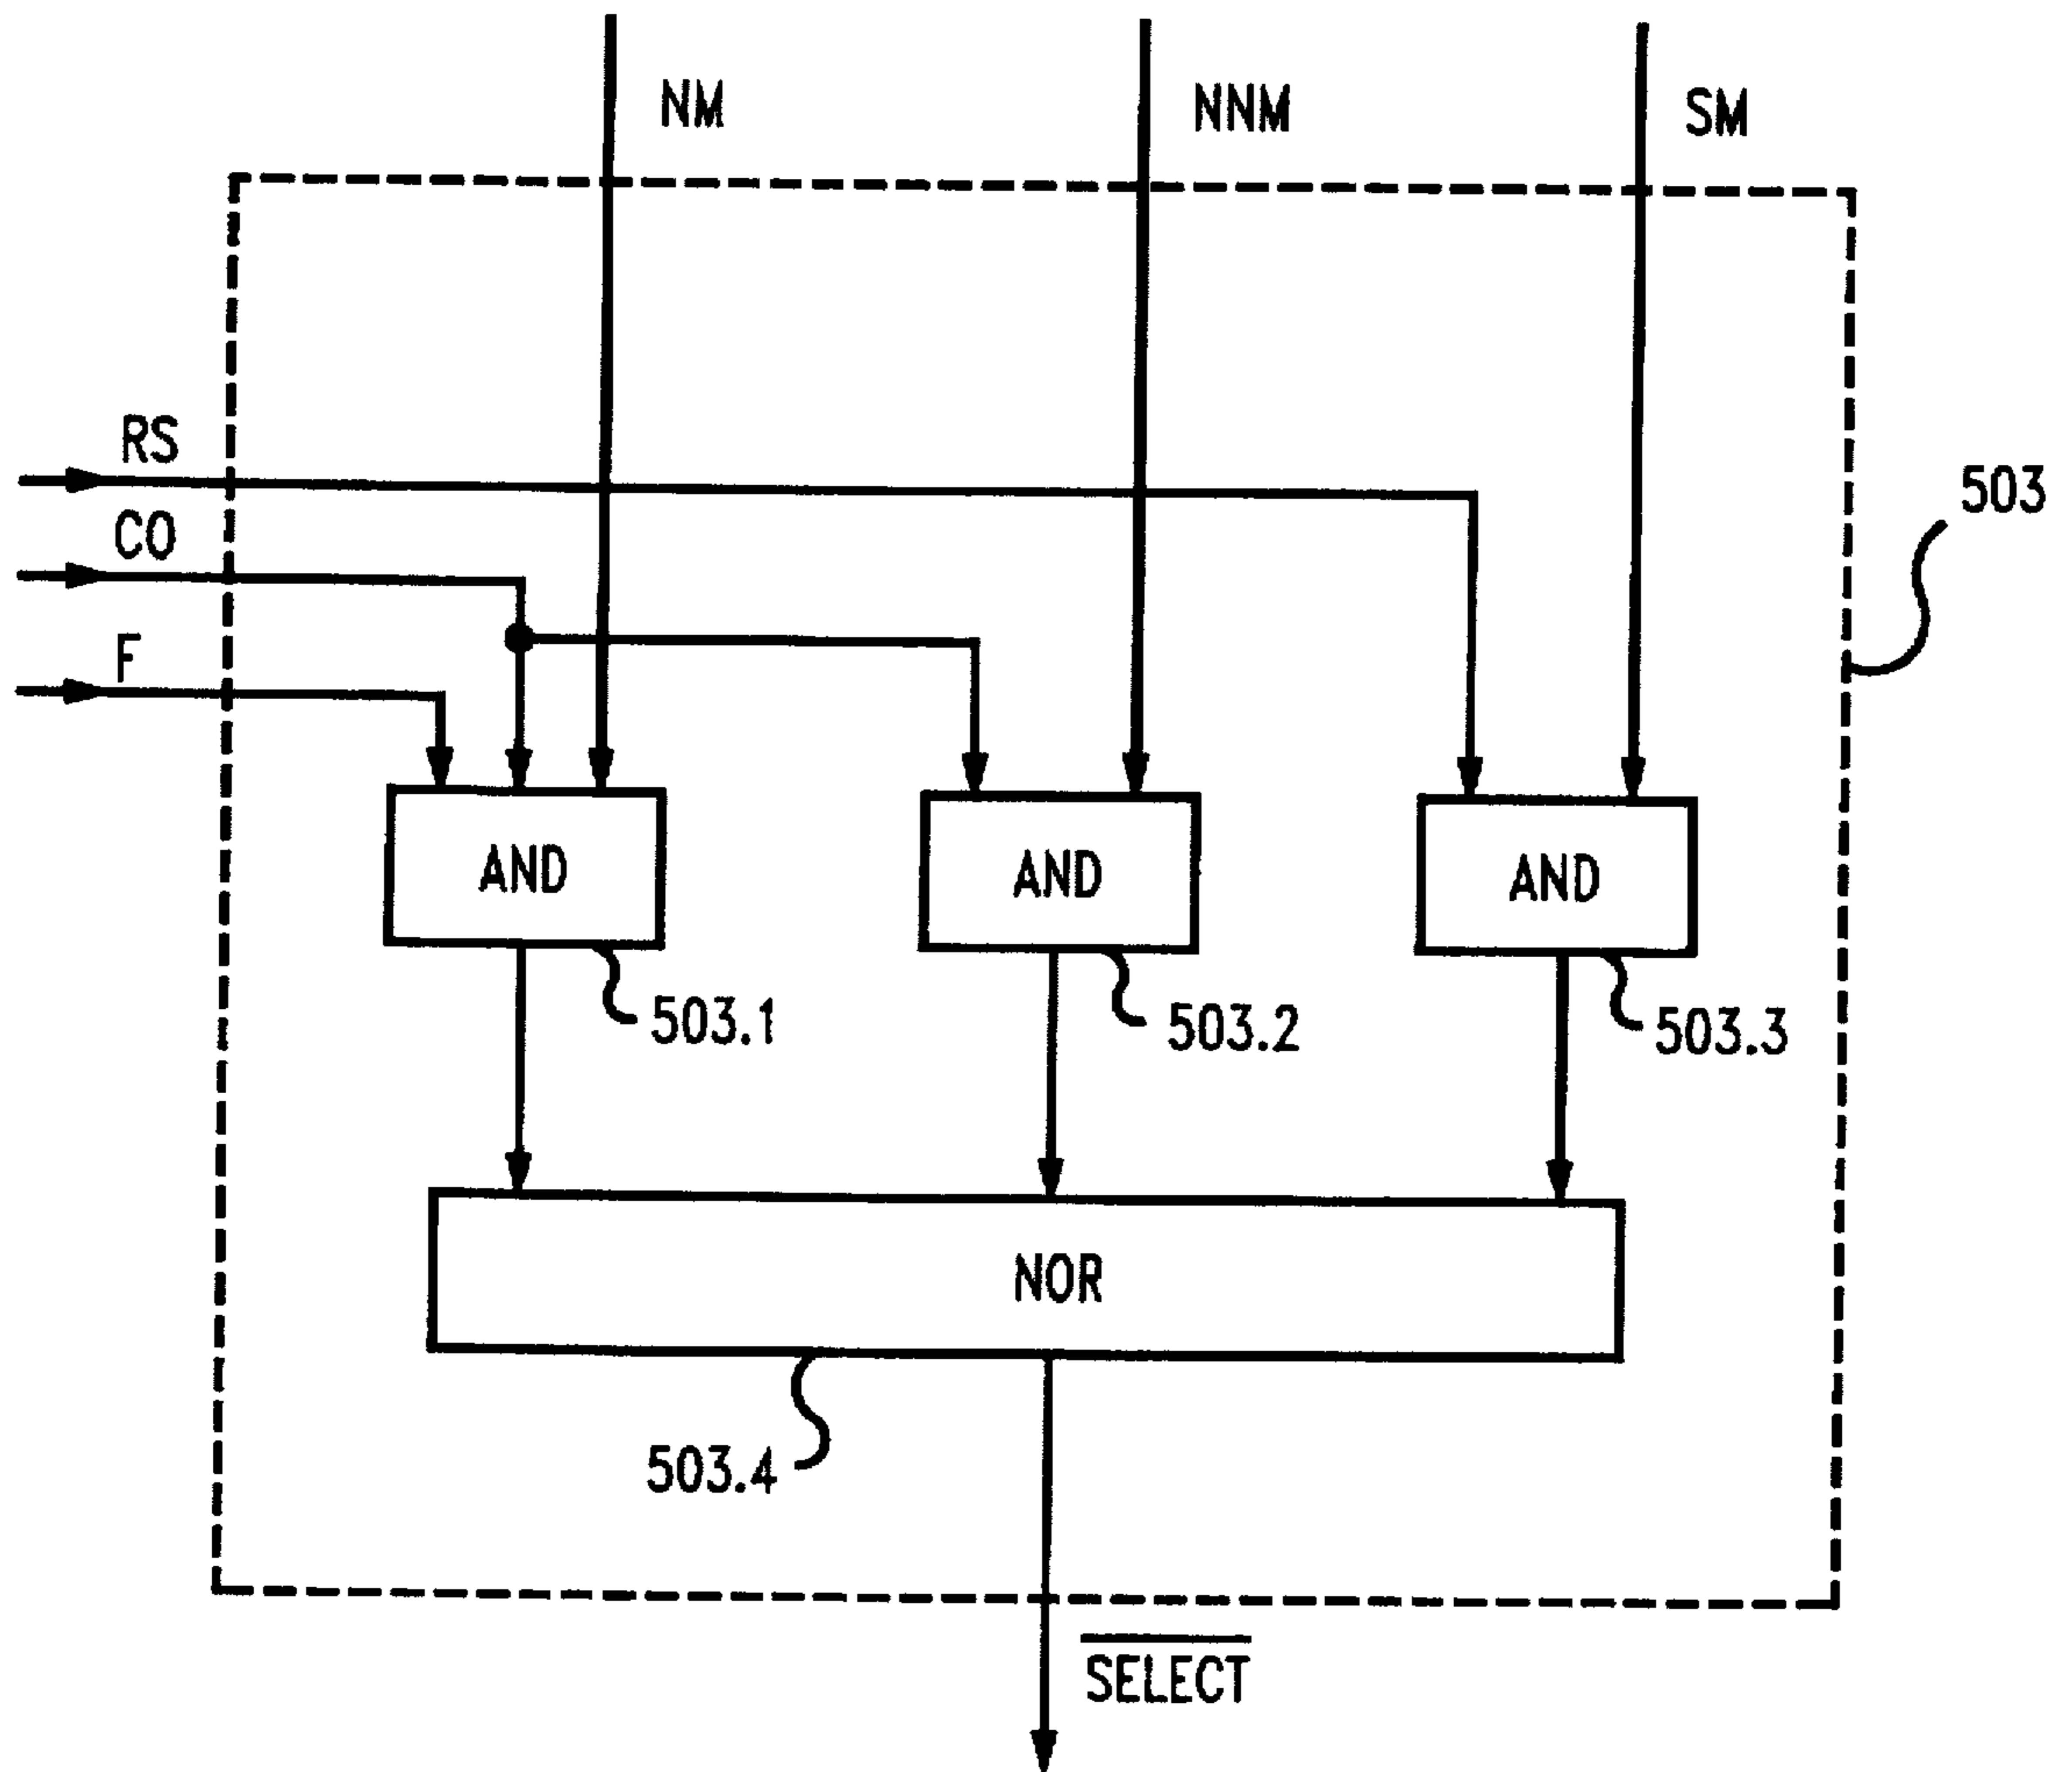 NM
NNM
SM
RS
503
CO
F
AND
AND
AND
503.1
503.2
503.3
NOR
503.4
SELECT